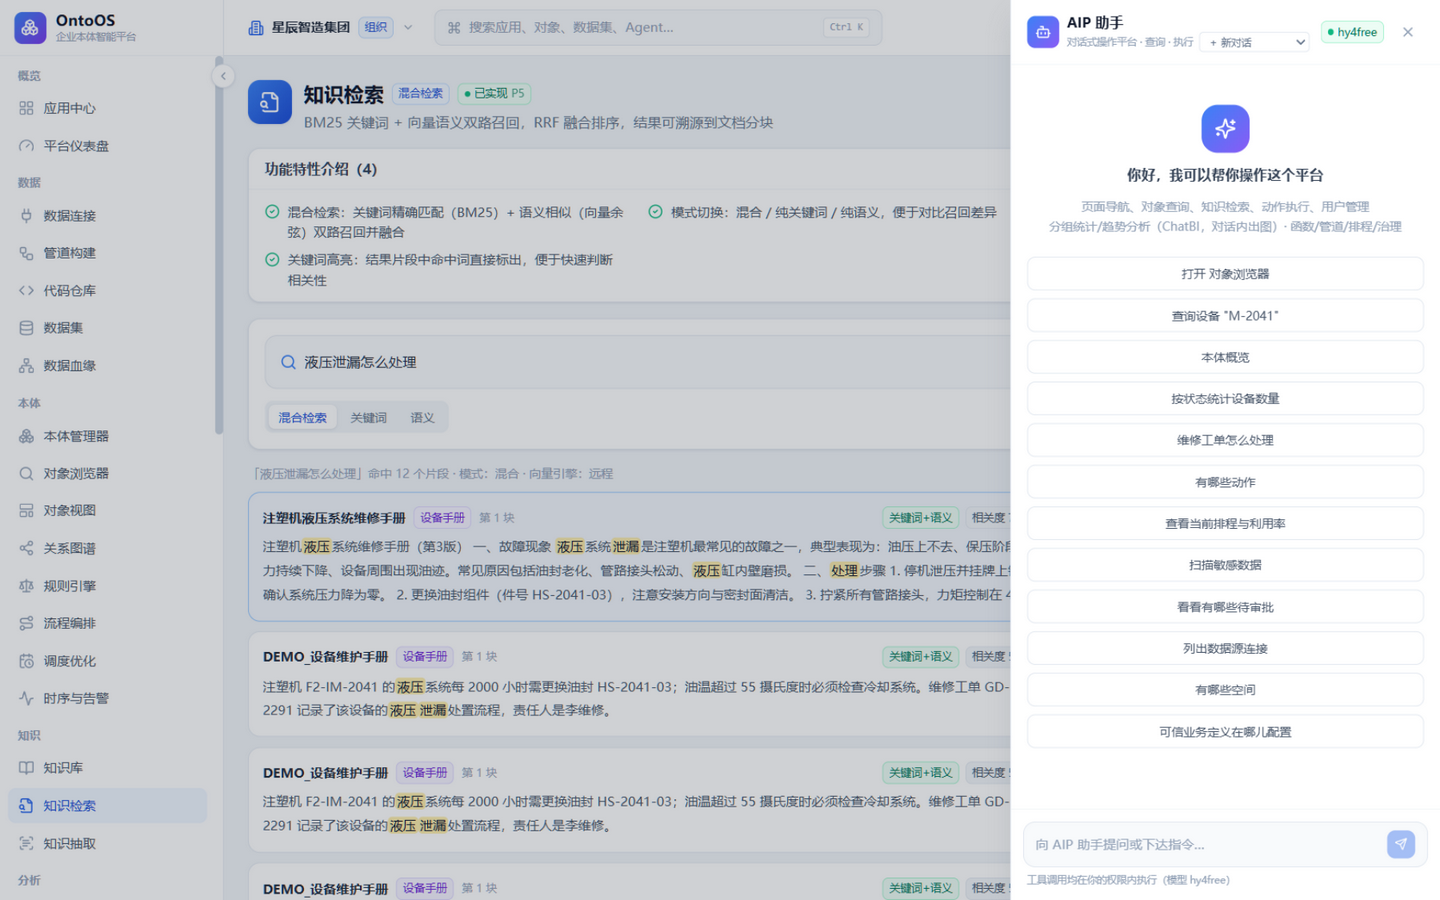 OntoOS
企业本体智能平台
概览
应用中心
平台仪表盘
数据
数据连接
管道构建
代码仓库
数据集
数据血缘
本体
本体管理器
对象浏览器
对象视图
关系图谱
规则引擎
流程编排
调度优化
时序与告警
知识
知识库
知识检索
知识抽取
分析
星辰智造集团 组织
⌘ 搜索应用、对象、数据集、Agent... Ctrl K
知识检索 混合检索 已实现 P5
BM25 关键词 + 向量语义双路召回，RRF 融合排序，结果可溯源到文档分块
功能特性介绍（4）
混合检索：关键词精确匹配（BM25）+ 语义相似（向量余
弦）双路召回并融合
模式切换：混合 / 纯关键词 / 纯语义，便于对比召回差异
关键词高亮：结果片段中命中词直接标出，便于快速判断
相关性
液压泄漏怎么处理
混合检索 关键词 语义
「液压泄漏怎么处理」命中 12 个片段 · 模式：混合 · 向量引擎：远程
注塑机液压系统维修手册 设备手册 第 1 块 关键词+语义 相关度
注塑机 液压 系统维修手册（第3版） 一、故障现象 液压 系统 泄漏 是注塑机最常见的故障之一，典型表现为：油压上不去、保压阶
力持续下降、设备周围出现油迹。常见原因包括油封老化、管路接头松动、液压 缸内壁磨损。 二、处理 步骤 1. 停机泄压并挂牌上
确认系统压力降为零。 2. 更换油封组件（件号 HS-2041-03），注意安装方向与密封面清洁。 3. 拧紧所有管路接头，力矩控制在
DEMO_设备维护手册 设备手册 第 1 块 关键词+语义 相关度
注塑机 F2-IM-2041 的 液压 系统每 2000 小时需更换油封 HS-2041-03；油温超过 55 摄氏度时必须检查冷却系统。维修工单 GD-
2291 记录了该设备的 液压 泄漏 处置流程，责任人是李维修。
DEMO_设备维护手册 设备手册 第 1 块 关键词+语义 相关度
注塑机 F2-IM-2041 的 液压 系统每 2000 小时需更换油封 HS-2041-03；油温超过 55 摄氏度时必须检查冷却系统。维修工单 GD-
2291 记录了该设备的 液压 泄漏 处置流程，责任人是李维修。
DEMO_设备维护手册 设备手册 第 1 块 关键词+语义 相关度
AIP 助手
对话式操作平台 · 查询 · 执行 + 新对话 hy4free
你好，我可以帮你操作这个平台
页面导航、对象查询、知识检索、动作执行、用户管理
分组统计/趋势分析（ChatBI，对话内出图）· 函数/管道/排程/治理
打开 对象浏览器
查询设备 "M-2041"
本体概览
按状态统计设备数量
维修工单怎么处理
有哪些动作
查看当前排程与利用率
扫描敏感数据
看看有哪些待审批
列出数据源连接
有哪些空间
可信业务定义在哪儿配置
向 AIP 助手提问或下达指令...
工具调用均在你的权限内执行（模型 hy4free）